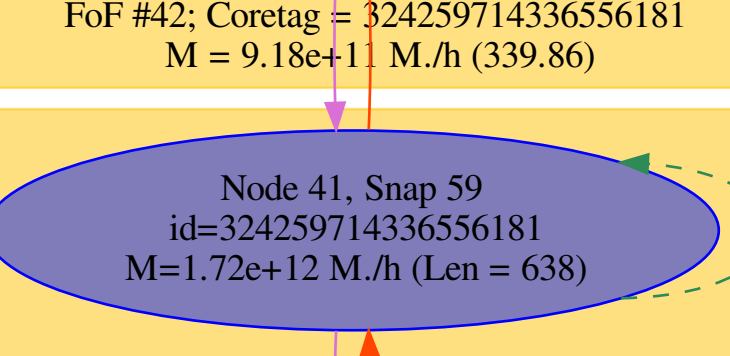 FoF #42; Coretag = 324259714336556181
M = 9.18e+11 M./h (339.86)
Node 41, Snap 59
id=324259714336556181
M=1.72e+12 M./h (Len = 638)